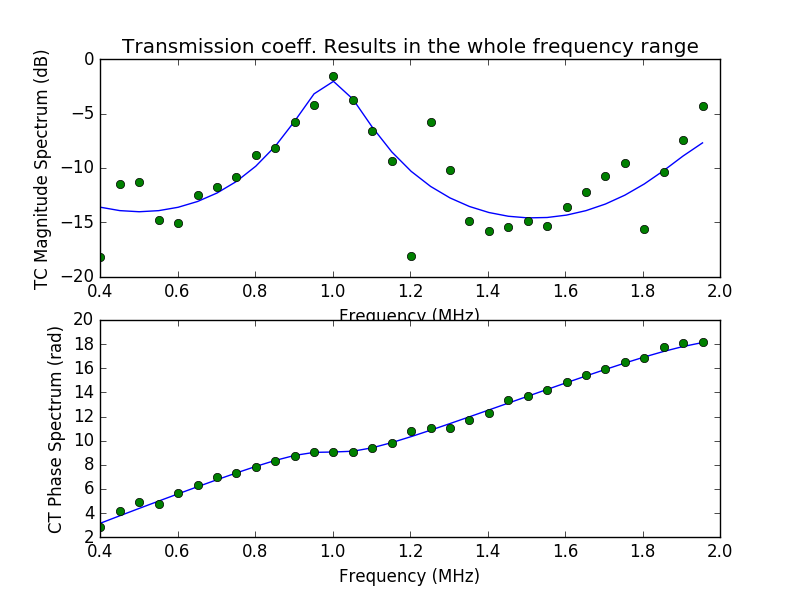 Transmission coeff. Results in the whole frequency range
TC Magnitude Spectrum (dB)
0
−5
−10
−15
−20
0.4 0.6 0.8 1.0 1.2 1.4 1.6 1.8 2.0
Frequency (MHz)
CT Phase Spectrum (rad)
20
18
16
14
12
10
8
6
4
2
0.4 0.6 0.8 1.0 1.2 1.4 1.6 1.8 2.0
Frequency (MHz)